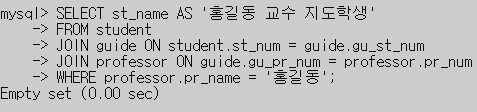 mysql> SELECT st_name AS '홍길동 교수 지도학생'
-> FROM student
-> JOIN guide ON student.st_num = guide.gu_st_num
-> JOIN professor ON guide.gu_pr_num = professor.pr_num
-> WHERE professor.pr_name = '홍길동';
Empty set (0.00 sec)